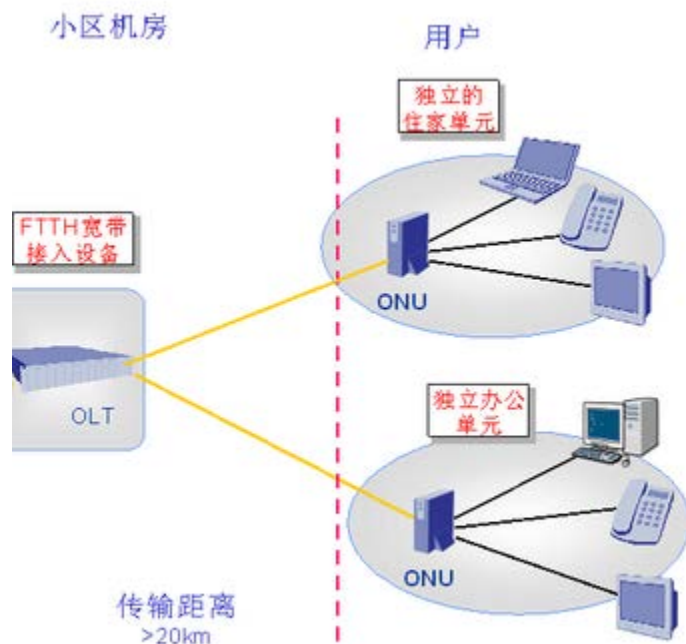 小区机房
用户
独立的
住家单元
FTTH宽带
接入设备
ONU
OLT
独立办公
单元
ONU
传输距离
>20km